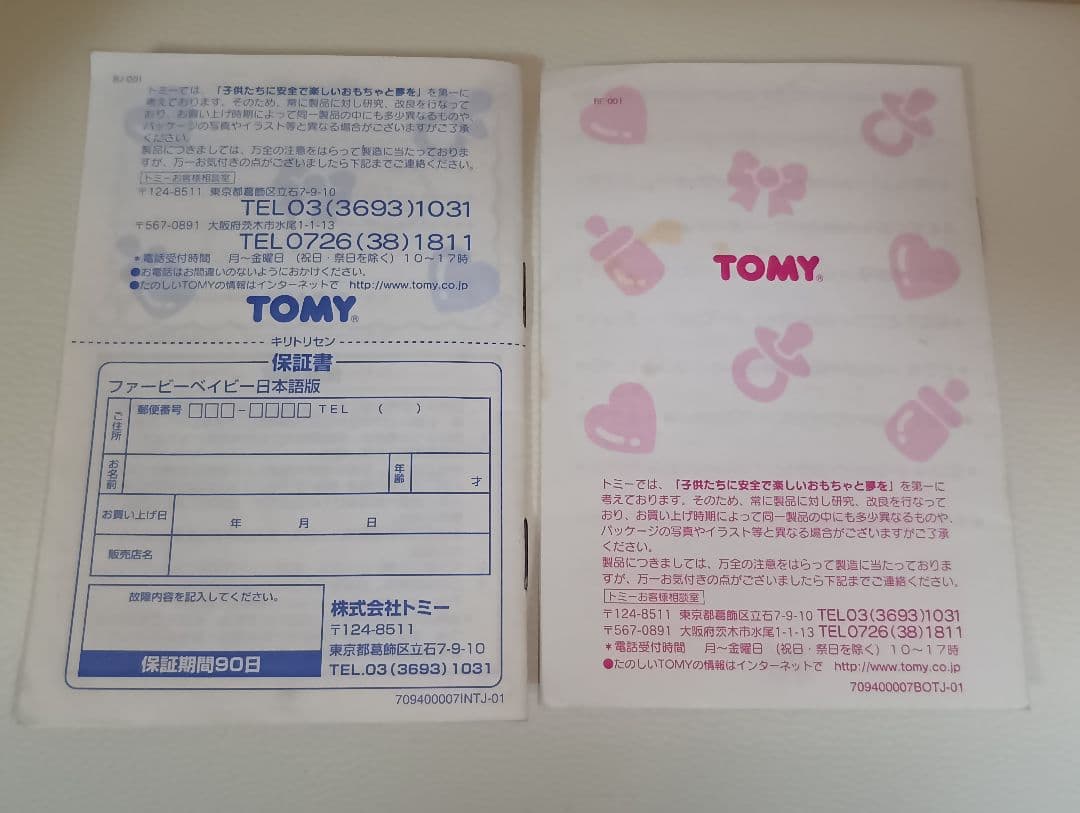 BJ-001
トミーでは、「子供たちに安全で楽しいおもちゃと夢を」を第一に
考えております。そのため、常に製品に対し研究、改良を行なって
おり、お買い上げ時期によって同一製品の中にも多少異なるものや、
パッケージの写真やイラスト等と異なる場合がございますがご了承
ください。
製品につきましては、万全の注意をはらって製造に当たっておりま
すが、万一お気付きの点がございましたら下記までご連絡ください。
トミーお客様相談室
〒124-8511 東京都葛飾区立石7-9-10
TEL03(3693)1031
〒567-0891 大阪府茨木市水尾1-1-13
TEL0726(38)1811
*電話受付時間 月〜金曜日 (祝日・祭日を除く) 10〜17時
●お電話はお間違いのないようにおかけください。
●たのしいTOMYの情報はインターネットで http://www.tomy.co.jp
TOMY®
キリトリセン
保証書
ファービーベイビー日本語版
ご住所
郵便番号 □□□-□□□□ TEL ( )
お名前
年齢
才
お買い上げ日
年 月 日
販売店名
故障内容を記入してください。
保証期間90日
株式会社トミー
〒124-8511
東京都葛飾区立石7-9-10
TEL.03(3693)1031
709400007INTJ-01
TOMY®
トミーでは、「子供たちに安全で楽しいおもちゃと夢を」を第一に
考えております。そのため、常に製品に対し研究、改良を行なって
おり、お買い上げ時期によって同一製品の中にも多少異なるものや、
パッケージの写真やイラスト等と異なる場合がございますがご了承
ください。
製品につきましては、万全の注意をはらって製造に当たっておりま
すが、万一お気付きの点がございましたら下記までご連絡ください。
トミーお客様相談室
〒124-8511 東京都葛飾区立石7-9-10 TEL03(3693)1031
〒567-0891 大阪府茨木市水尾1-1-13 TEL0726(38)1811
*電話受付時間 月〜金曜日 (祝日・祭日を除く) 10〜17時
●たのしいTOMYの情報はインターネットで http://www.tomy.co.jp
709400007BOTJ-01